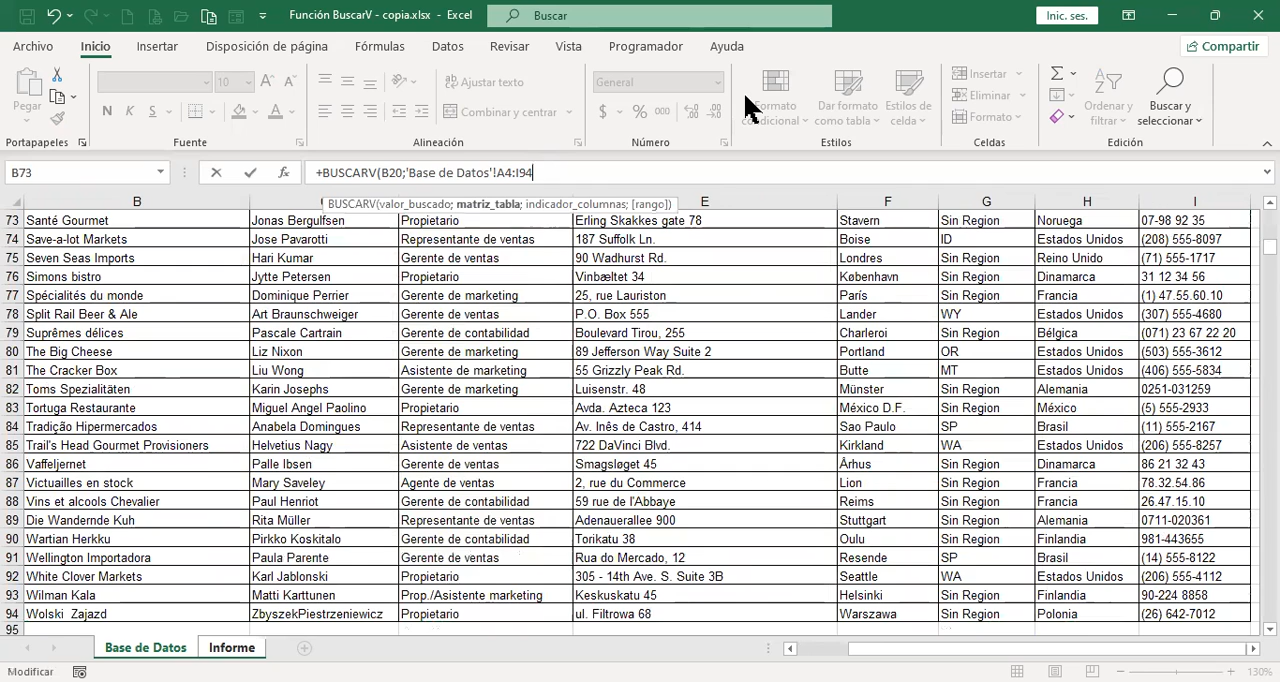 Función BuscarV - copia.xlsx - Excel
Buscar
Inic. ses.
Archivo Inicio Insertar Disposición de página Fórmulas Datos Revisar Vista Programador Ayuda
Compartir
Pegar
10
Ajustar texto
General
Formato condicional
Dar formato como tabla
Estilos de celda
Insertar
Eliminar
Formato
Ordenar y filtrar
Buscar y seleccionar
N K S
Combinar y centrar
$ % 000
Portapapeles Fuente Alineación Número Estilos Celdas Edición
B73
fx
+BUSCARV(B20;'Base de Datos'!A4:I94
BUSCARV(valor_buscado; matriz_tabla; indicador_columnas; [rango])
B E F G H I
73 Santé Gourmet Jonas Bergulfsen Propietario Erling Skakkes gate 78 Stavern Sin Region Noruega 07-98 92 35
74 Save-a-lot Markets Jose Pavarotti Representante de ventas 187 Suffolk Ln. Boise ID Estados Unidos (208) 555-8097
75 Seven Seas Imports Hari Kumar Gerente de ventas 90 Wadhurst Rd. Londres Sin Region Reino Unido (71) 555-1717
76 Simons bistro Jytte Petersen Propietario Vinbæltet 34 København Sin Region Dinamarca 31 12 34 56
77 Spécialités du monde Dominique Perrier Gerente de marketing 25, rue Lauriston París Sin Region Francia (1) 47.55.60.10
78 Split Rail Beer & Ale Art Braunschweiger Gerente de ventas P.O. Box 555 Lander WY Estados Unidos (307) 555-4680
79 Suprêmes délices Pascale Cartrain Gerente de contabilidad Boulevard Tirou, 255 Charleroi Sin Region Bélgica (071) 23 67 22 20
80 The Big Cheese Liz Nixon Gerente de marketing 89 Jefferson Way Suite 2 Portland OR Estados Unidos (503) 555-3612
81 The Cracker Box Liu Wong Asistente de marketing 55 Grizzly Peak Rd. Butte MT Estados Unidos (406) 555-5834
82 Toms Spezialitäten Karin Josephs Gerente de marketing Luisenstr. 48 Münster Sin Region Alemania 0251-031259
83 Tortuga Restaurante Miguel Angel Paolino Propietario Avda. Azteca 123 México D.F. Sin Region México (5) 555-2933
84 Tradição Hipermercados Anabela Domingues Representante de ventas Av. Inês de Castro, 414 Sao Paulo SP Brasil (11) 555-2167
85 Trail's Head Gourmet Provisioners Helvetius Nagy Asistente de ventas 722 DaVinci Blvd. Kirkland WA Estados Unidos (206) 555-8257
86 Vaffeljernet Palle Ibsen Gerente de ventas Smagsløget 45 Århus Sin Region Dinamarca 86 21 32 43
87 Victuailles en stock Mary Saveley Agente de ventas 2, rue du Commerce Lion Sin Region Francia 78.32.54.86
88 Vins et alcools Chevalier Paul Henriot Gerente de contabilidad 59 rue de l'Abbaye Reims Sin Region Francia 26.47.15.10
89 Die Wandernde Kuh Rita Müller Representante de ventas Adenauerallee 900 Stuttgart Sin Region Alemania 0711-020361
90 Wartian Herkku Pirkko Koskitalo Gerente de contabilidad Torikatu 38 Oulu Sin Region Finlandia 981-443655
91 Wellington Importadora Paula Parente Gerente de ventas Rua do Mercado, 12 Resende SP Brasil (14) 555-8122
92 White Clover Markets Karl Jablonski Propietario 305 - 14th Ave. S. Suite 3B Seattle WA Estados Unidos (206) 555-4112
93 Wilman Kala Matti Karttunen Prop./Asistente marketing Keskuskatu 45 Helsinki Sin Region Finlandia 90-224 8858
94 Wolski Zajazd ZbyszekPiestrzeniewicz Propietario ul. Filtrowa 68 Warszawa Sin Region Polonia (26) 642-7012
95
Base de Datos Informe
Modificar
130%